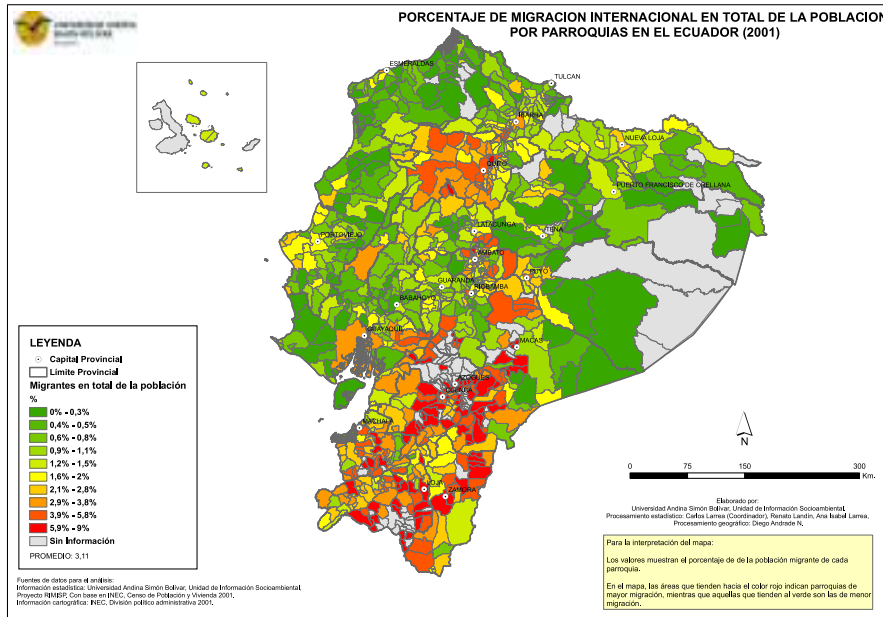 PORCENTAJE DE MIGRACION INTERNACIONAL EN TOTAL DE LA POBLACION
POR PARROQUIAS EN EL ECUADOR (2001)
ESMERALDAS
TULCAN
IBARRA
NUEVA LOJA
QUITO
PUERTO FRANCISCO DE ORELLANA
LATACUNGA
TENA
PORTOVIEJO
AMBATO
PUYO
GUARANDA
RIOBAMBA
BABAHOYO
GUAYAQUIL
MACAS
AZOGUES
CUENCA
MACHALA
LOJA
ZAMORA
LEYENDA
Capital Provincial
Limite Provincial
Migrantes en total de la población
%
0% - 0,3%
0,4% - 0,5%
0,6% - 0,8%
0,9% - 1,1%
1,2% - 1,5%
1,6% - 2%
2,1% - 2,8%
2,9% - 3,8%
3,9% - 5,8%
5,9% - 9%
Sin Información
PROMEDIO: 3,11
N
0 75 150 300
Km.
Elaborado por:
Universidad Andina Simón Bolívar, Unidad de Información Socioambiental.
Procesamiento estadístico: Carlos Larrea (Coordinador), Renato Landín, Ana Isabel Larrea.
Procesamiento geográfico: Diego Andrade N.
Para la interpretación del mapa:
Los valores muestran el porcentaje de de la población migrante de cada
parroquia.
En el mapa, las áreas que tienden hacia el color rojo indican parroquias de
mayor migración, mientras que aquellas que tienden al verde son las de menor
migración.
Fuentes de datos para el análisis:
Información estadística: Universidad Andina Simón Bolívar, Unidad de Información Socioambiental,
Proyecto RIMISP, Con base en INEC, Censo de Población y Vivienda 2001.
Información cartográfica: INEC, División político administrativa 2001.